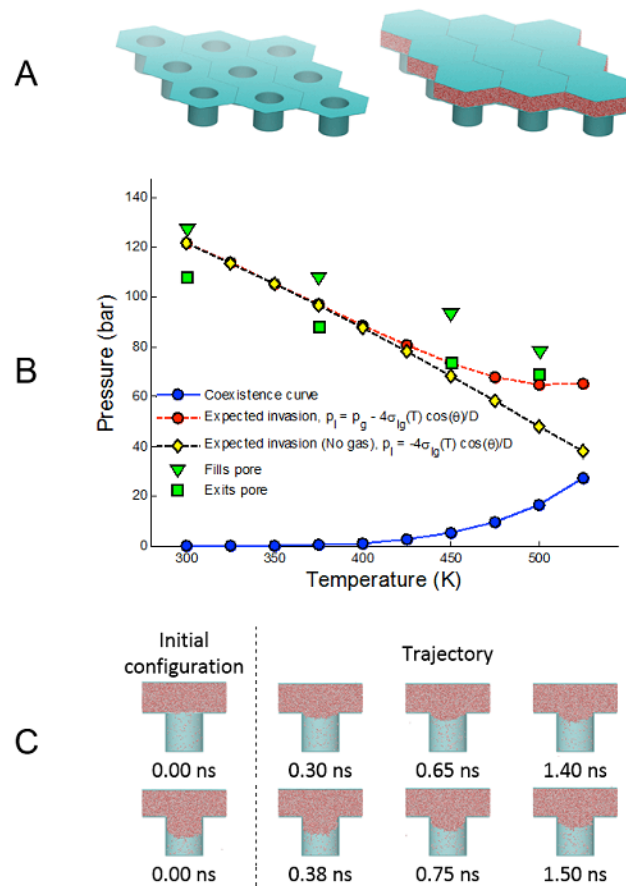 A
B
Pressure (bar)
140
120
100
80
60
40
20
0
Coexistence curve
Expected invasion, pl = pg - 4σlg(T) cos(θ)/D
Expected invasion (No gas), pl = -4σlg(T) cos(θ)/D
Fills pore
Exits pore
300 350 400 450 500
Temperature (K)
C
Initial
configuration
Trajectory
0.00 ns 0.30 ns 0.65 ns 1.40 ns
0.00 ns 0.38 ns 0.75 ns 1.50 ns